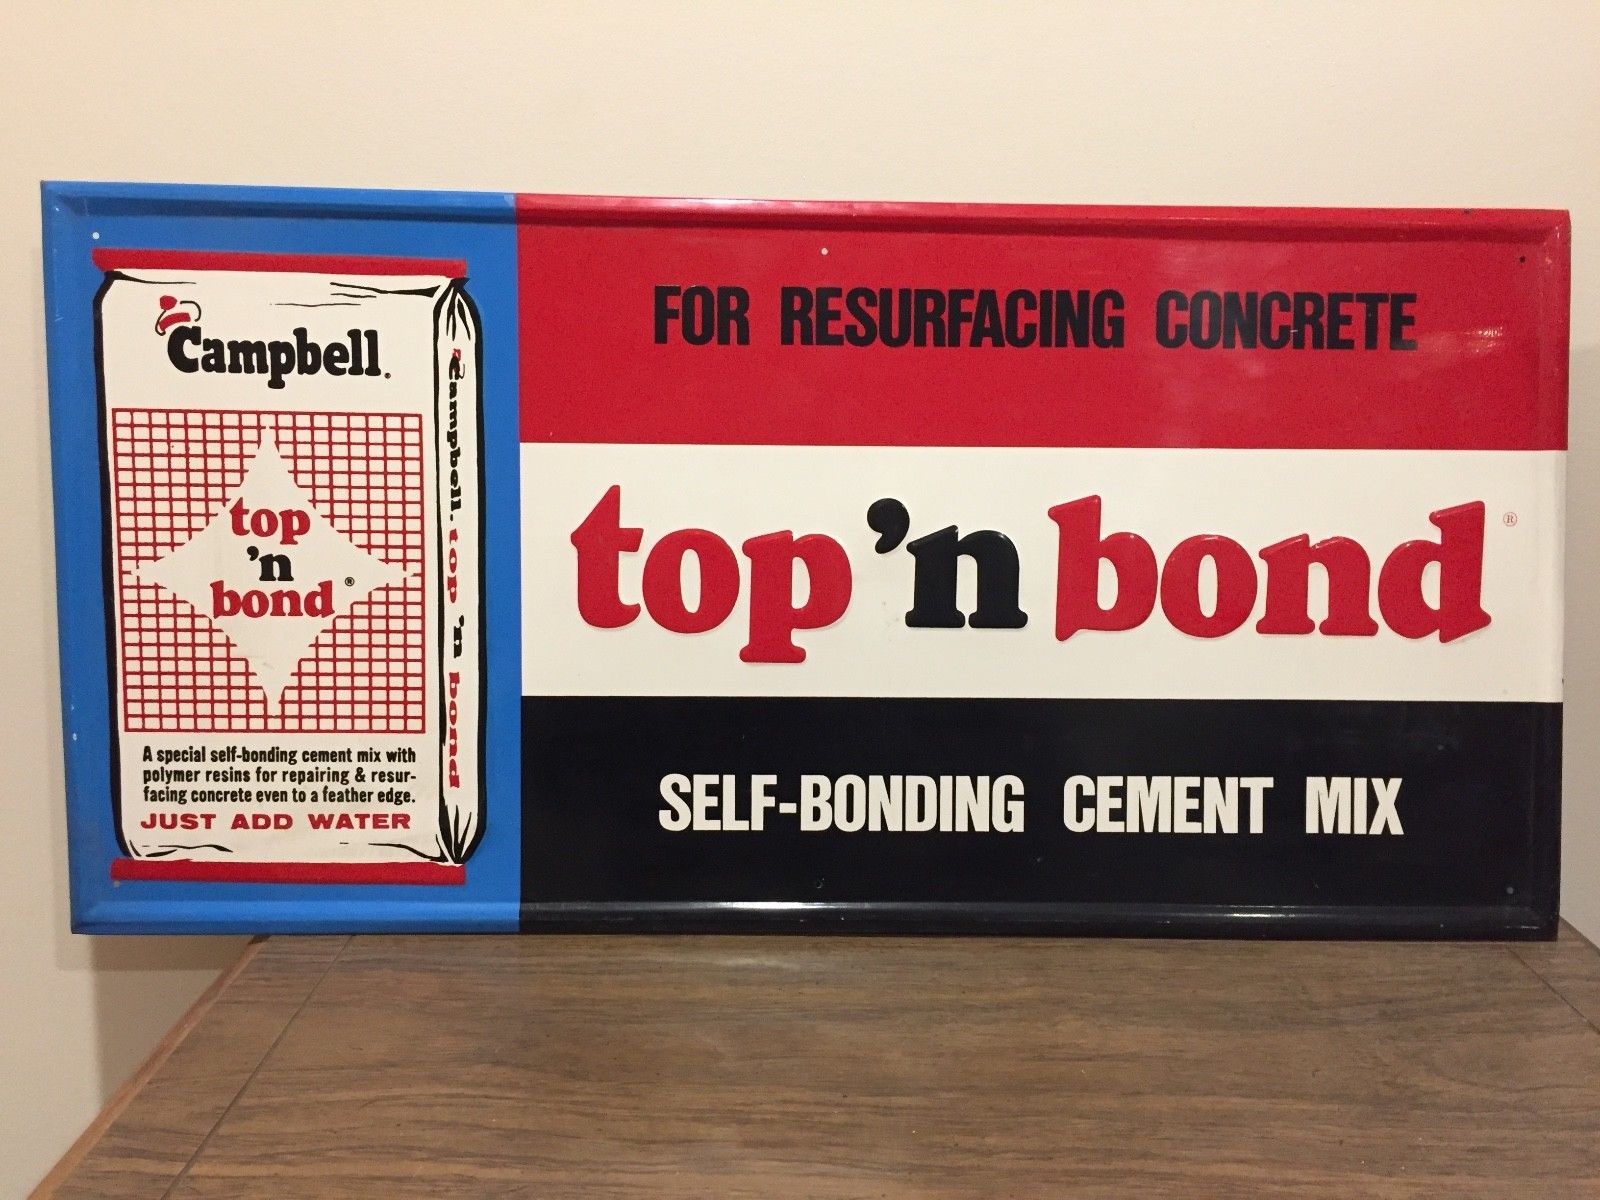 Campbell®
top
'n
bond®
A special self-bonding cement mix with
polymer resins for repairing & resur-
facing concrete even to a feather edge.
JUST ADD WATER
Campbell. top 'n bond
FOR RESURFACING CONCRETE
top 'n bond®
SELF-BONDING CEMENT MIX